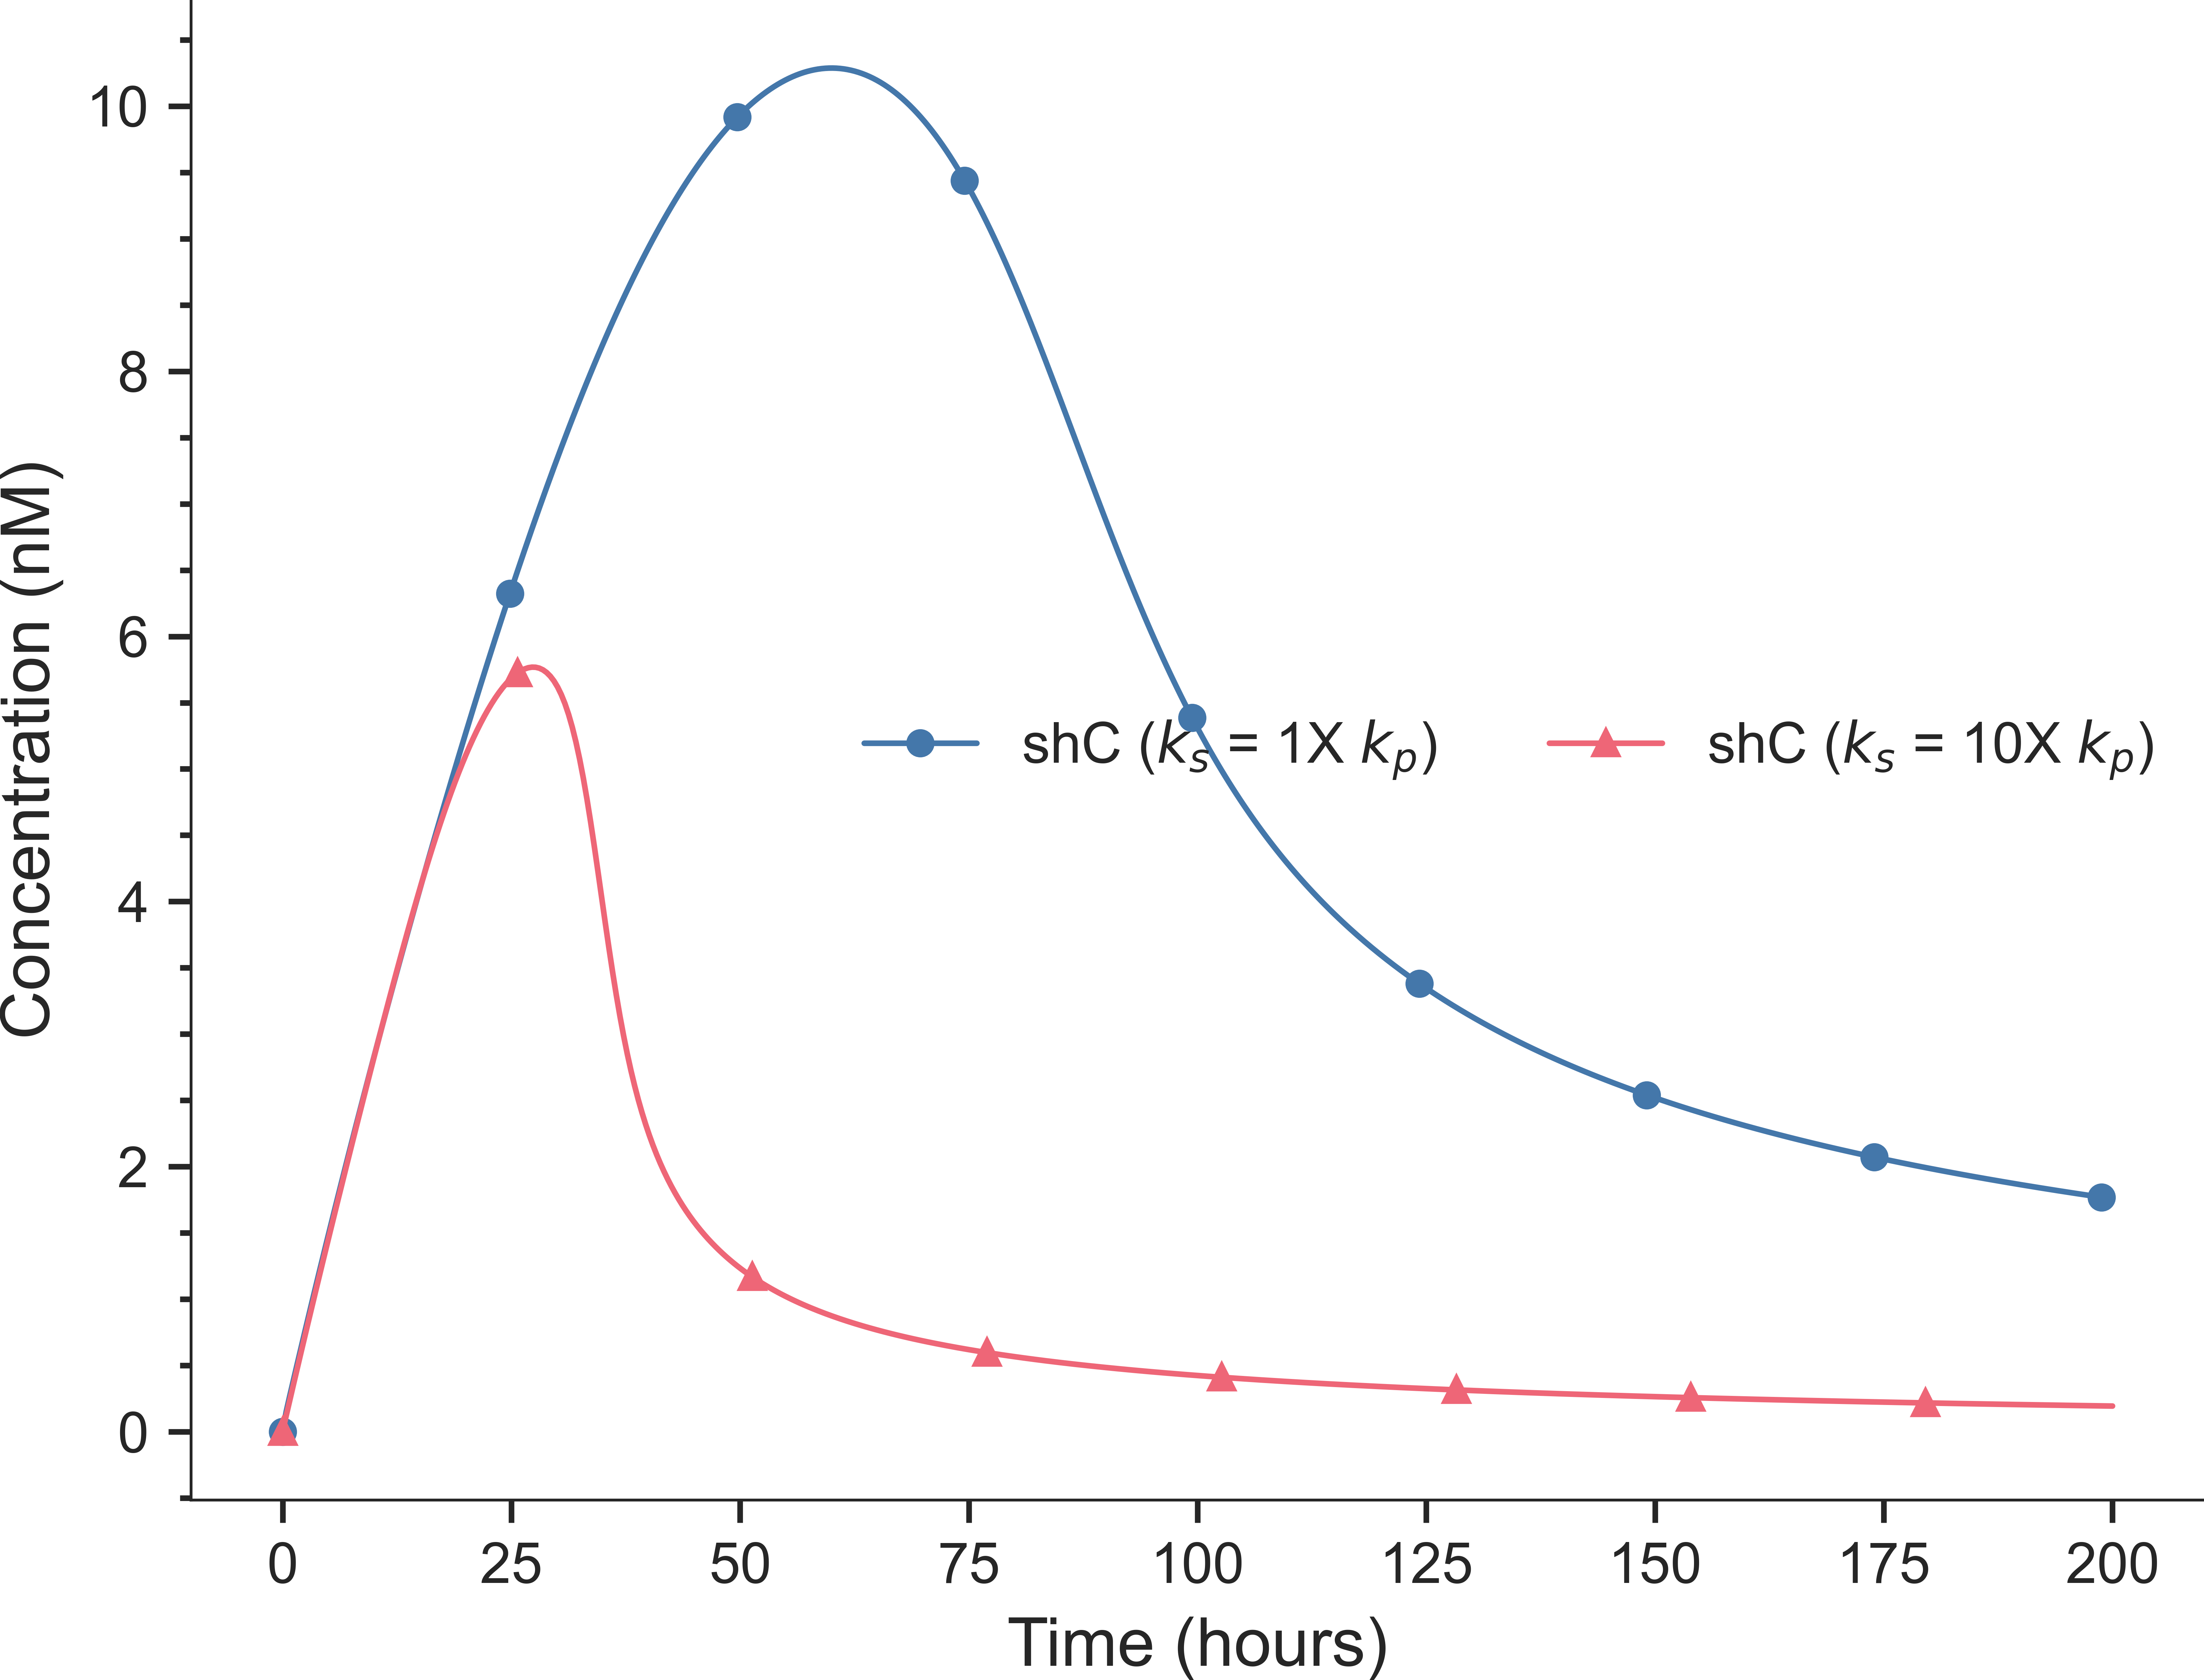 Concentration (nM)
10
8
6
4
2
0
shC (kₛ = 1X kₚ)
shC (kₛ = 10X kₚ)
0 25 50 75 100 125 150 175 200
Time (hours)